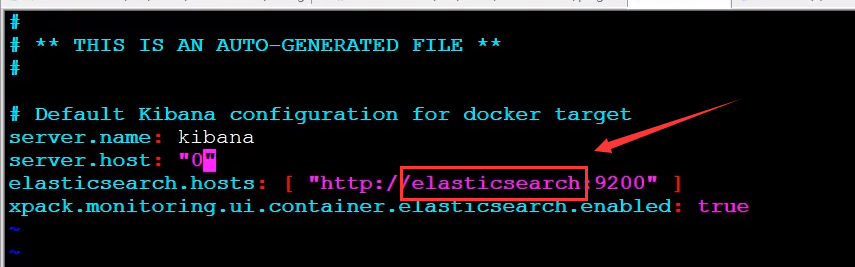 #
# ** THIS IS AN AUTO-GENERATED FILE **
#
# Default Kibana configuration for docker target
server.name: kibana
server.host: "0"
elasticsearch.hosts: [ "http://elasticsearch:9200" ]
xpack.monitoring.ui.container.elasticsearch.enabled: true
~
~